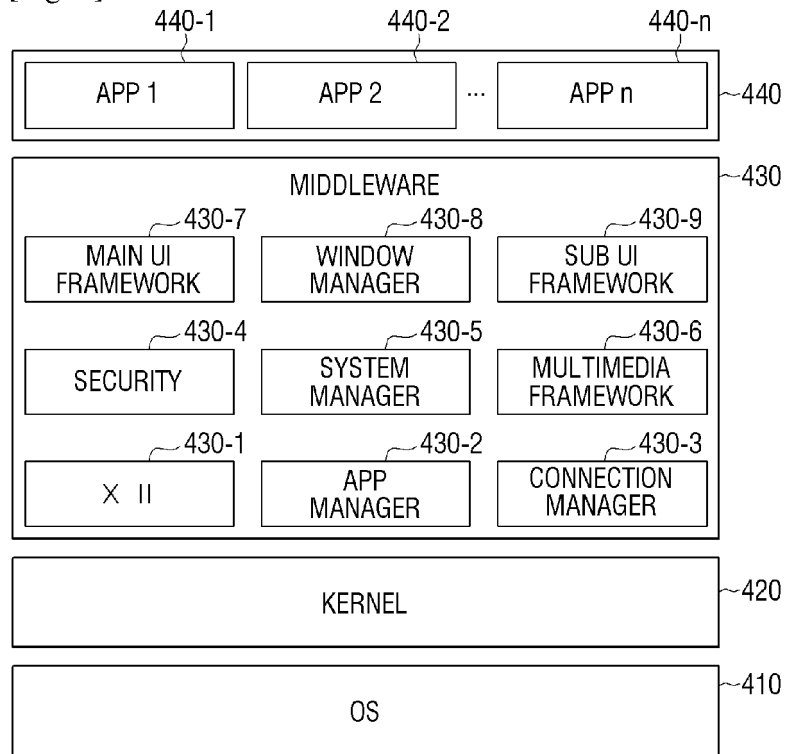 440-1 440-2 440-n
APP 1 APP 2 ... APP n 440
MIDDLEWARE 430
430-7 430-8 430-9
MAIN UI FRAMEWORK WINDOW MANAGER SUB UI FRAMEWORK
430-4 430-5 430-6
SECURITY SYSTEM MANAGER MULTIMEDIA FRAMEWORK
430-1 430-2 430-3
X II APP MANAGER CONNECTION MANAGER
KERNEL 420
OS 410